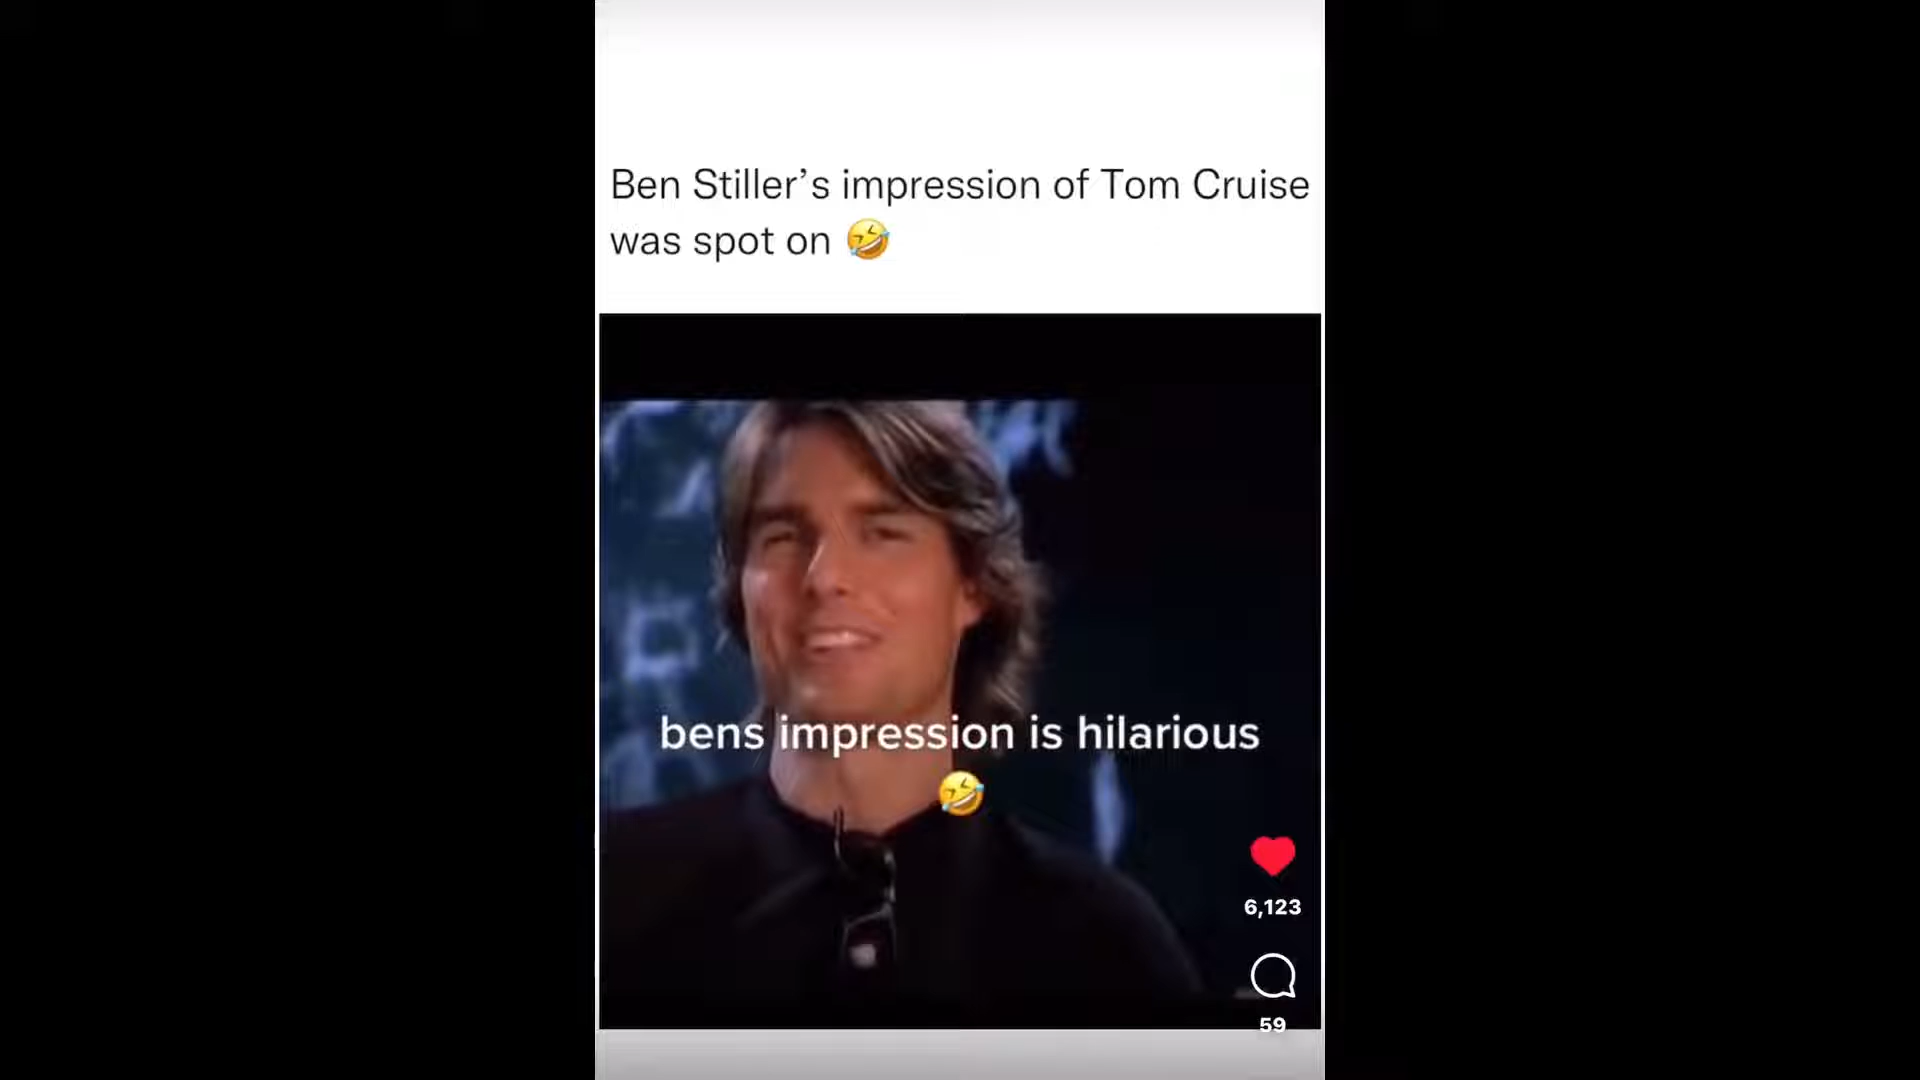 Ben Stiller’s impression of Tom Cruise
was spot on 🤣
bens impression is hilarious
🤣
6,123
59